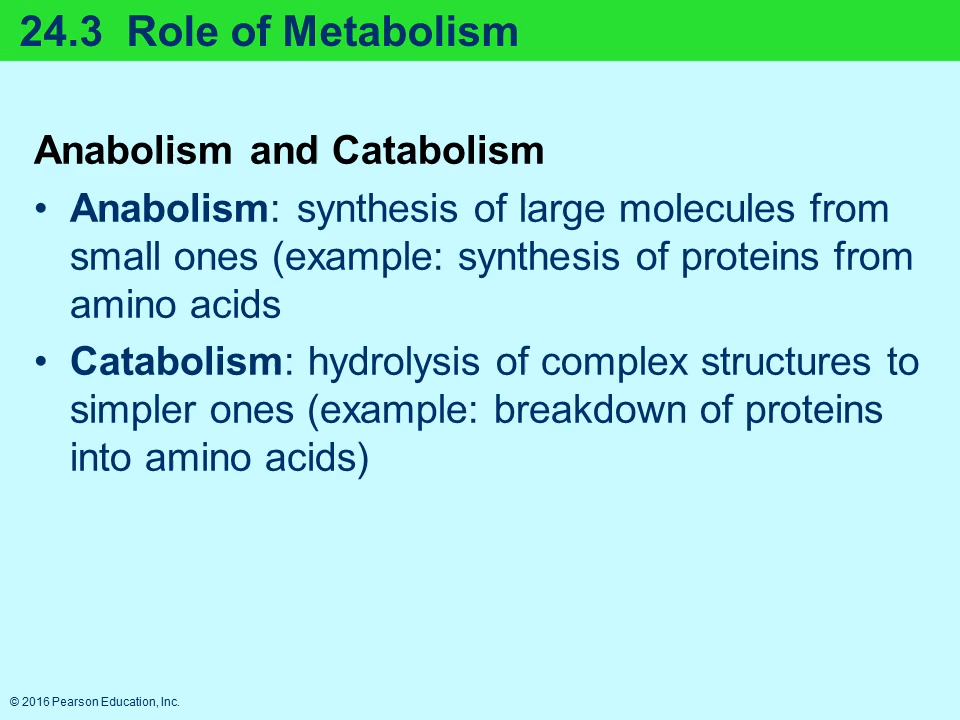 24.3 Role of Metabolism
Anabolism and Catabolism
• Anabolism: synthesis of large molecules from
small ones (example: synthesis of proteins from
amino acids
• Catabolism: hydrolysis of complex structures to
simpler ones (example: breakdown of proteins
into amino acids)
© 2016 Pearson Education, Inc.